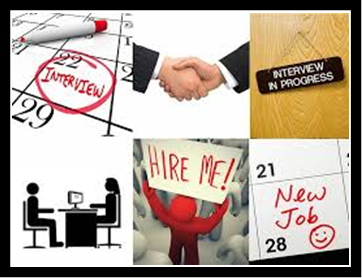 22
INTERVIEW
29
INTERVIEW
IN PROGRESS
HIRE ME!
21
New
Job
28